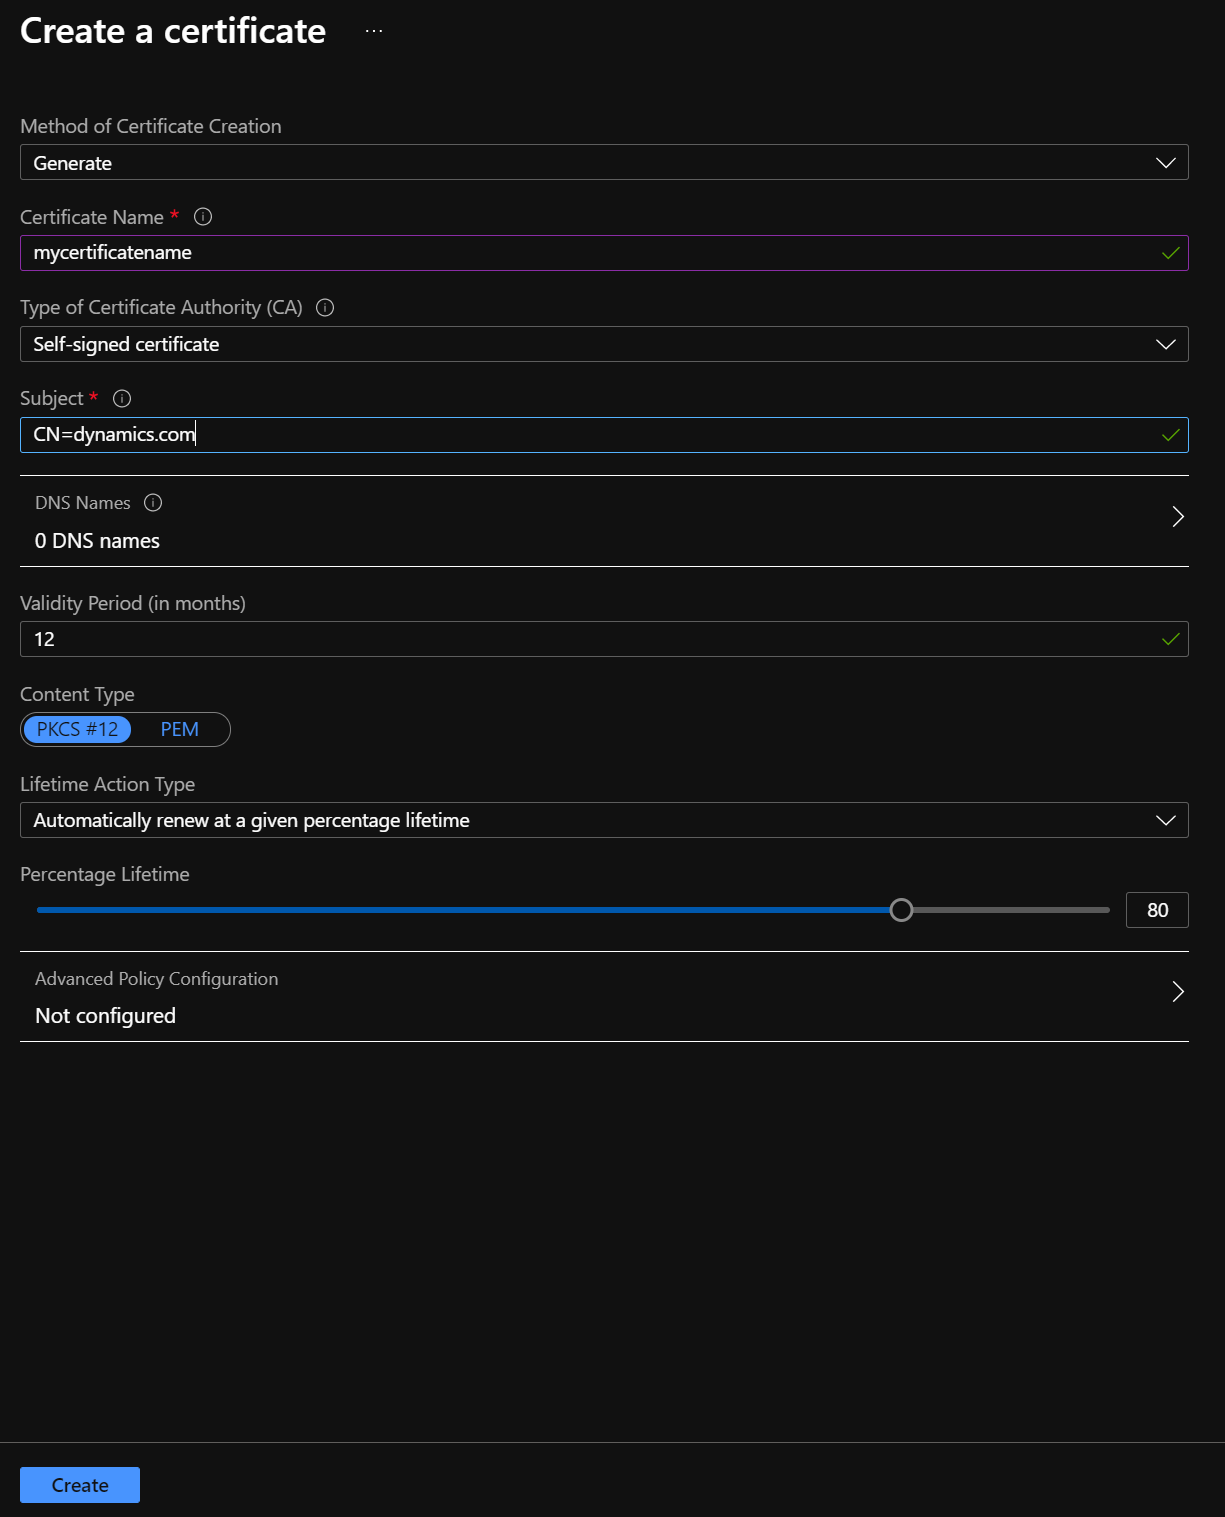 Create a certificate ...
Method of Certificate Creation
Generate
Certificate Name *
mycertificatename
Type of Certificate Authority (CA)
Self-signed certificate
Subject *
CN=dynamics.com
DNS Names
0 DNS names
Validity Period (in months)
12
Content Type
PKCS #12 PEM
Lifetime Action Type
Automatically renew at a given percentage lifetime
Percentage Lifetime
80
Advanced Policy Configuration
Not configured
Create